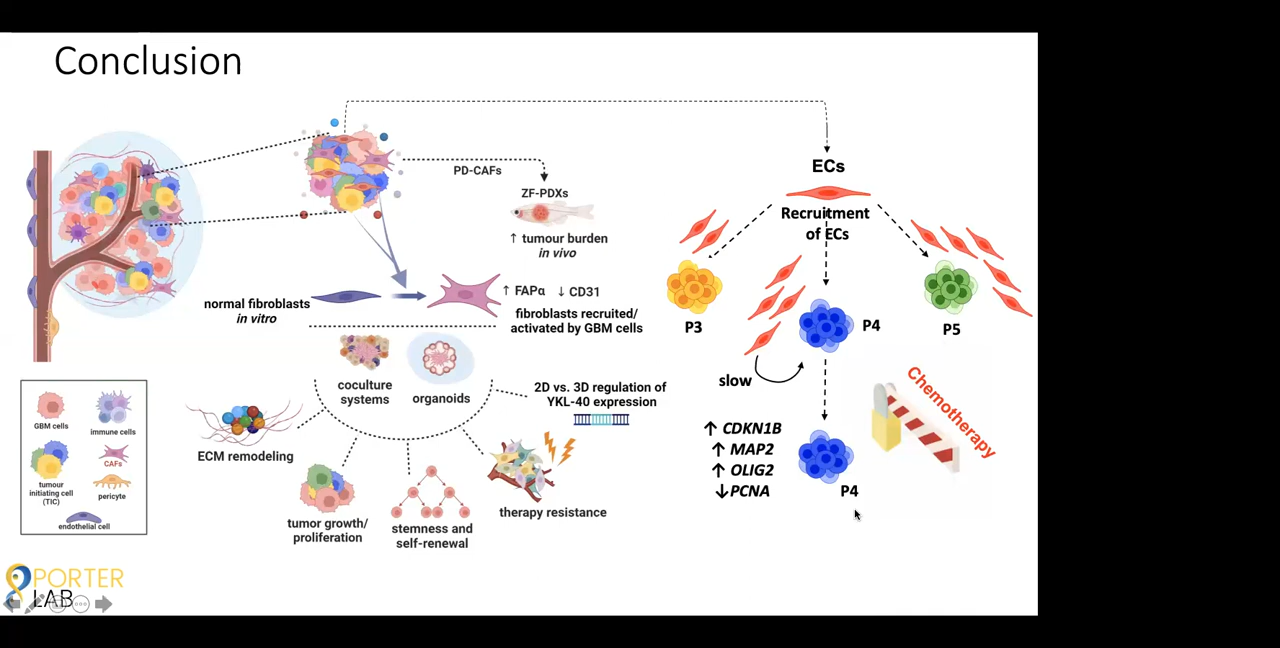 Conclusion
PD-CAFs
ZF-PDXs
↑ tumour burden
in vivo
normal fibroblasts
in vitro
↑ FAPα ↓ CD31
fibroblasts recruited/
activated by GBM cells
coculture
systems
organoids
2D vs. 3D regulation of
YKL-40 expression
ECM remodeling
tumor growth/
proliferation
stemness and
self-renewal
therapy resistance
GBM cells
immune cells
tumour
initiating cell
(TIC)
CAFs
pericyte
endothelial cell
ECs
Recruitment
of ECs
P3
P4
P5
slow
↑ CDKN1B
↑ MAP2
↑ OLIG2
↓PCNA
P4
Chemotherapy
PORTER
LAB